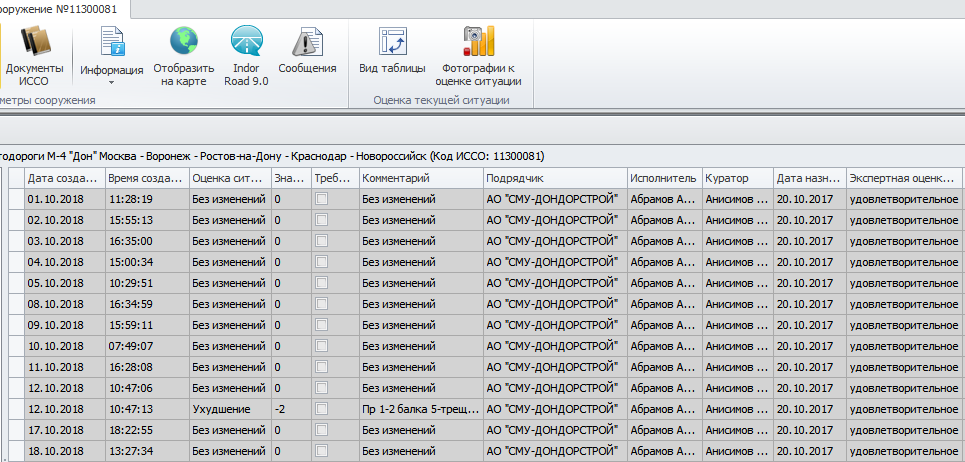 ооружение №11300081
Документы ИССО
Информация
Отобразить на карте
Indor Road 9.0
Сообщения
Вид таблицы
Фотографии к оценке ситуации
метры сооружения
Оценка текущей ситуации
тодороги М-4 "Дон" Москва - Воронеж - Ростов-на-Дону - Краснодар - Новороссийск (Код ИССО: 11300081)
Дата созда... Время созда... Оценка сит... Зна... Треб... Комментарий Подрядчик Исполнитель Куратор Дата назн... Экспертная оценк...
01.10.2018 11:28:19 Без изменений 0 Без изменений АО "СМУ-ДОНДОРСТРОЙ" Абрамов А... Анисимов ... 20.10.2017 удовлетворительное
02.10.2018 15:55:13 Без изменений 0 Без изменений АО "СМУ-ДОНДОРСТРОЙ" Абрамов А... Анисимов ... 20.10.2017 удовлетворительное
03.10.2018 16:35:00 Без изменений 0 Без изменений АО "СМУ-ДОНДОРСТРОЙ" Абрамов А... Анисимов ... 20.10.2017 удовлетворительное
04.10.2018 15:00:34 Без изменений 0 Без изменений АО "СМУ-ДОНДОРСТРОЙ" Абрамов А... Анисимов ... 20.10.2017 удовлетворительное
05.10.2018 10:29:51 Без изменений 0 Без изменений АО "СМУ-ДОНДОРСТРОЙ" Абрамов А... Анисимов ... 20.10.2017 удовлетворительное
08.10.2018 16:34:59 Без изменений 0 Без изменений АО "СМУ-ДОНДОРСТРОЙ" Абрамов А... Анисимов ... 20.10.2017 удовлетворительное
09.10.2018 15:59:11 Без изменений 0 Без изменений АО "СМУ-ДОНДОРСТРОЙ" Абрамов А... Анисимов ... 20.10.2017 удовлетворительное
10.10.2018 07:49:07 Без изменений 0 Без изменений АО "СМУ-ДОНДОРСТРОЙ" Абрамов А... Анисимов ... 20.10.2017 удовлетворительное
11.10.2018 16:28:08 Без изменений 0 Без изменений АО "СМУ-ДОНДОРСТРОЙ" Абрамов А... Анисимов ... 20.10.2017 удовлетворительное
12.10.2018 10:47:06 Без изменений 0 Без изменений АО "СМУ-ДОНДОРСТРОЙ" Абрамов А... Анисимов ... 20.10.2017 удовлетворительное
12.10.2018 10:47:13 Ухудшение -2 Пр 1-2 балка 5-трещ... АО "СМУ-ДОНДОРСТРОЙ" Абрамов А... Анисимов ... 20.10.2017 удовлетворительное
17.10.2018 18:22:55 Без изменений 0 Без изменений АО "СМУ-ДОНДОРСТРОЙ" Абрамов А... Анисимов ... 20.10.2017 удовлетворительное
18.10.2018 13:27:34 Без изменений 0 Без изменений АО "СМУ-ДОНДОРСТРОЙ" Абрамов А... Анисимов ... 20.10.2017 удовлетворительное